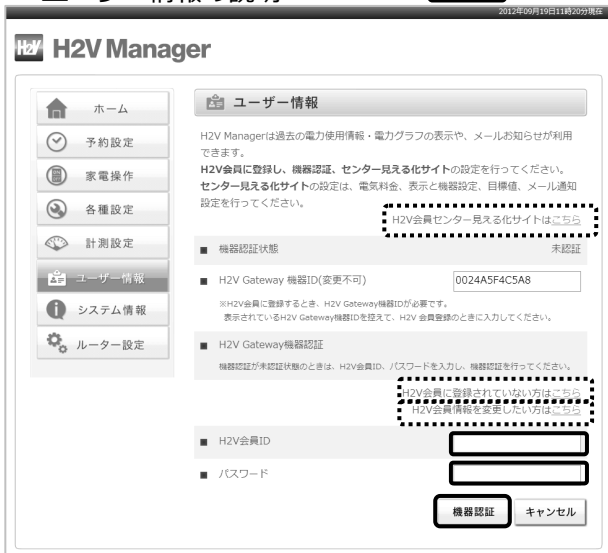 2012年09月19日11時20分現在
H2V H2V Manager
ホーム
予約設定
家電操作
各種設定
計測設定
ユーザー情報
システム情報
ルーター設定
ユーザー情報
H2V Managerは過去の電力使用情報・電力グラフの表示や、メールお知らせが利用
できます。
H2V会員に登録し、機器認証、センター見える化サイトの設定を行ってください。
センター見える化サイトの設定は、電気料金、表示と機器設定、目標値、メール通知
設定を行ってください。
H2V会員センター見える化サイトはこちら
■ 機器認証状態 未認証
■ H2V Gateway 機器ID(変更不可) 0024A5F4C5A8
※H2V会員に登録するとき、H2V Gateway機器IDが必要です。
表示されているH2V Gateway機器IDを控えて、H2V 会員登録のときに入力してください。
■ H2V Gateway機器認証
機器認証が未認証状態のときは、H2V会員ID、パスワードを入力し、機器認証を行ってください。
H2V会員に登録されていない方はこちら
H2V会員情報を変更したい方はこちら
■ H2V会員ID
■ パスワード
機器認証 キャンセル